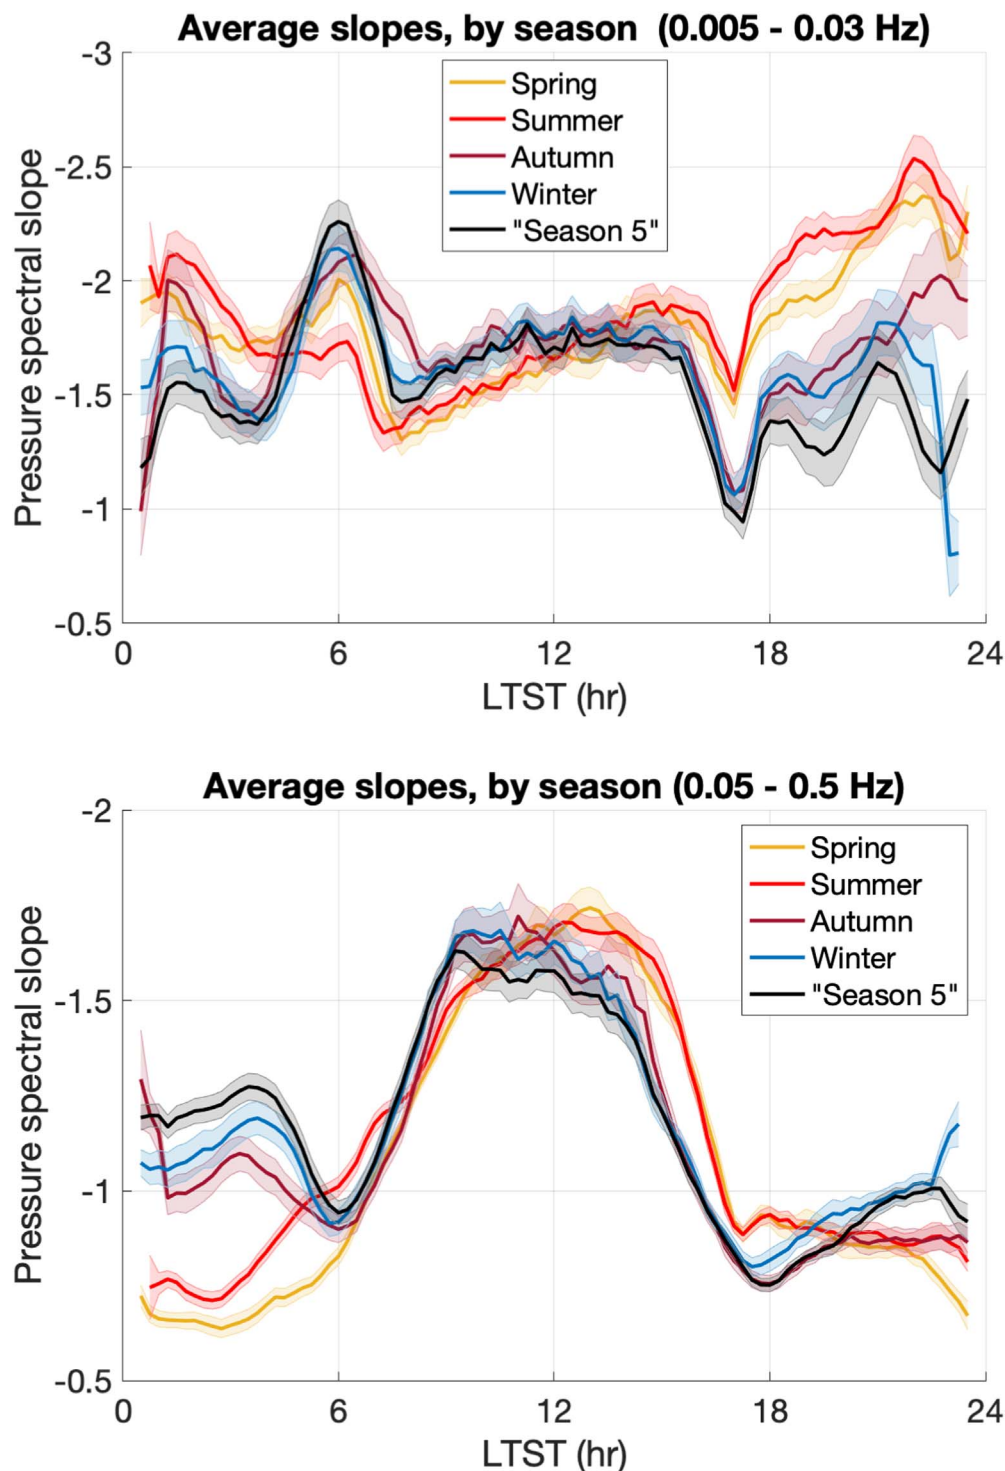 Average slopes, by season (0.005 - 0.03 Hz)
-3
Spring
Summer
Autumn
Winter
"Season 5"
-2.5
-2
-1.5
-1
-0.5
Pressure spectral slope
0 6 12 18 24
LTST (hr)
Average slopes, by season (0.05 - 0.5 Hz)
-2
Spring
Summer
Autumn
Winter
"Season 5"
-1.5
-1
-0.5
Pressure spectral slope
0 6 12 18 24
LTST (hr)